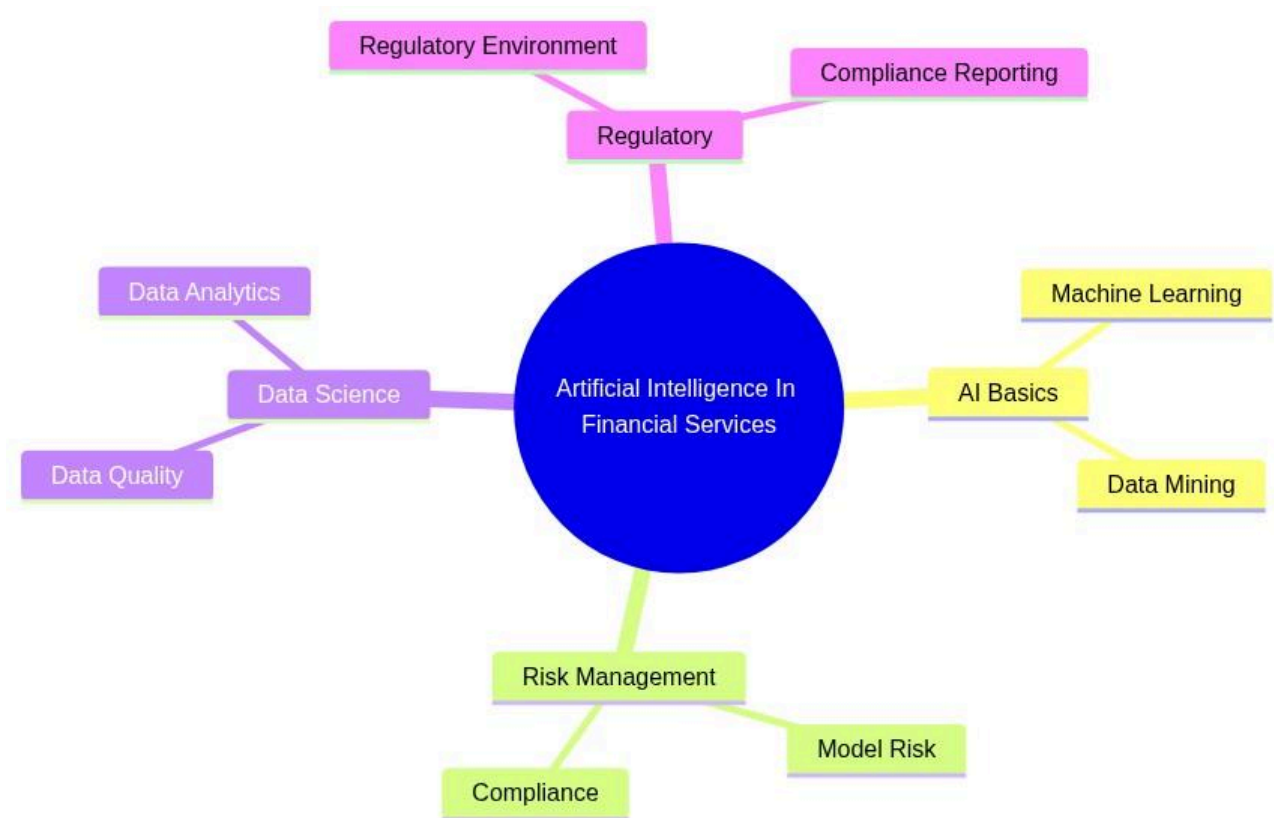 Regulatory Environment
Compliance Reporting
Regulatory
Data Analytics
Machine Learning
Data Science
Artificial Intelligence In
Financial Services
AI Basics
Data Quality
Data Mining
Risk Management
Model Risk
Compliance